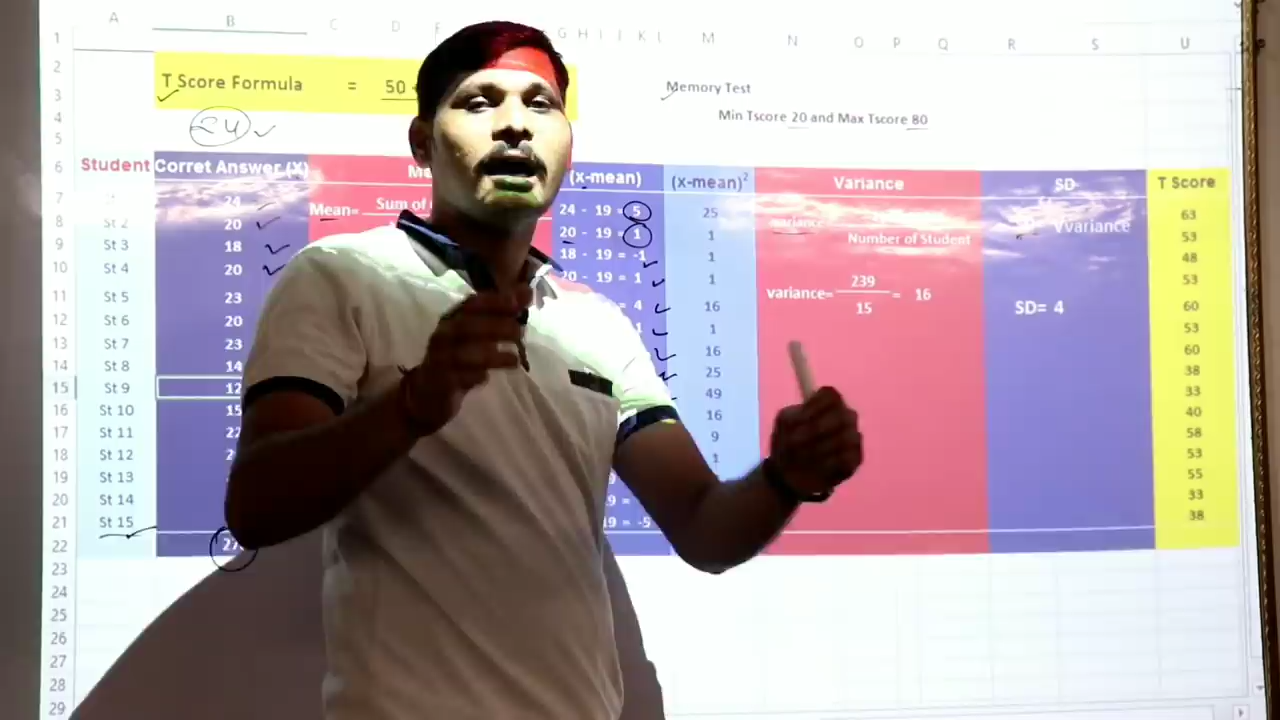 A B C D F G H I J K L M N O P Q R S T U
1
2 T Score Formula = 50
3 Memory Test
4 Min Tscore 20 and Max Tscore 80
24
5
6 Student Corret Answer (X) (x-mean) (x-mean)² Variance SD T Score
7 24 Mean= Sum of 24 - 19 = 5 25 variance 63
8 St 2 20 20 - 19 = 1 1 Number of Student √variance 53
9 St 3 18 18 - 19 = -1 1 48
10 St 4 20 20 - 19 = 1 1 variance= 239 / 15 = 16 53
11 St 5 23 = 4 16 SD= 4 60
12 St 6 20 1 1 53
13 St 7 23 16 60
14 St 8 14 25 38
15 St 9 12 49 33
16 St 10 15 16 40
17 St 11 22 9 58
18 St 12 1 53
19 St 13 55
20 St 14 9 = 33
21 St 15 19 = -5 38
22
23
24
25
26
27
28
29